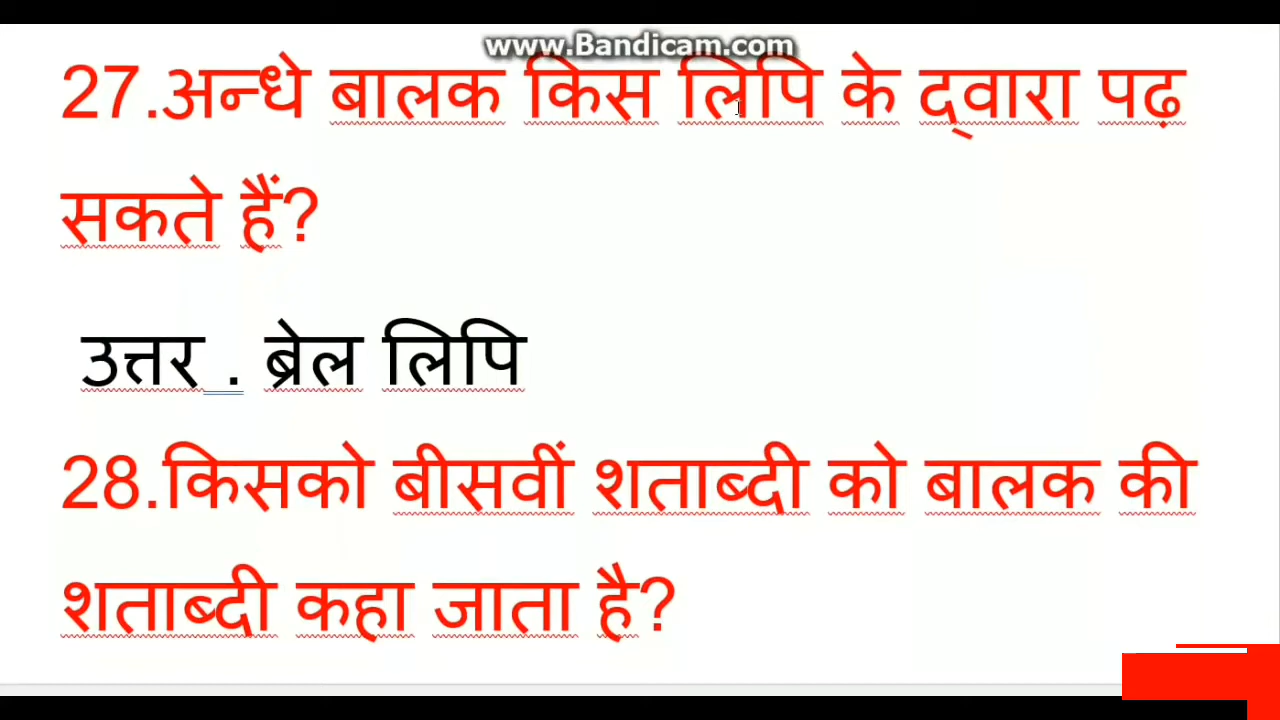 www.Bandicam.com
27.अन्धे बालक किस लिपि के द्वारा पढ़
सकते हैं?
उत्तर . ब्रेल लिपि
28.किसको बीसवीं शताब्दी को बालक की
शताब्दी कहा जाता है?